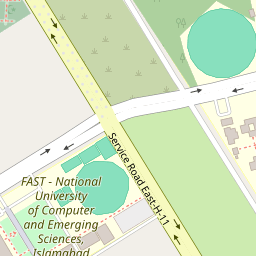 Service Road East-H-11
FAST - National
University
of Computer
and Emerging
Sciences,
Islamabad